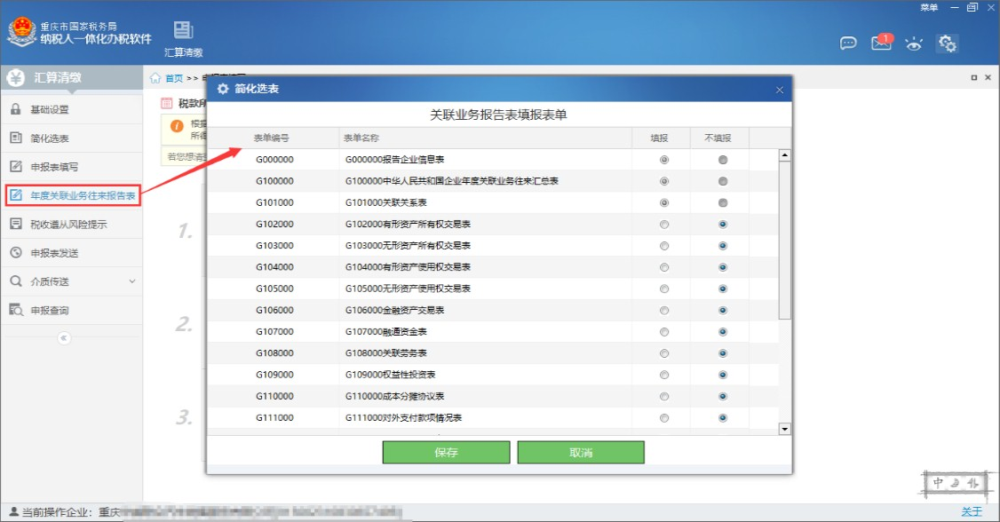 菜单
重庆市国家税务局
纳税人一体化办税软件
汇算清缴
1
汇算清缴
首页 >>
基础设置
简化选表
申报表填写
年度关联业务往来报告表
税收遵从风险提示
申报表发送
介质传送
申报查询
税款所
根据
所得
若您想清
1.
2.
3.
简化选表
关联业务报告表填报表单
表单编号 表单名称 填报 不填报
G000000 G000000报告企业信息表
G100000 G100000中华人民共和国企业年度关联业务往来汇总表
G101000 G101000关联关系表
G102000 G102000有形资产所有权交易表
G103000 G103000无形资产所有权交易表
G104000 G104000有形资产使用权交易表
G105000 G105000无形资产使用权交易表
G106000 G106000金融资产交易表
G107000 G107000融通资金表
G108000 G108000关联劳务表
G109000 G109000权益性投资表
G110000 G110000成本分摊协议表
G111000 G111000对外支付款项情况表
保存 取消
中
当前操作企业：重庆
关于